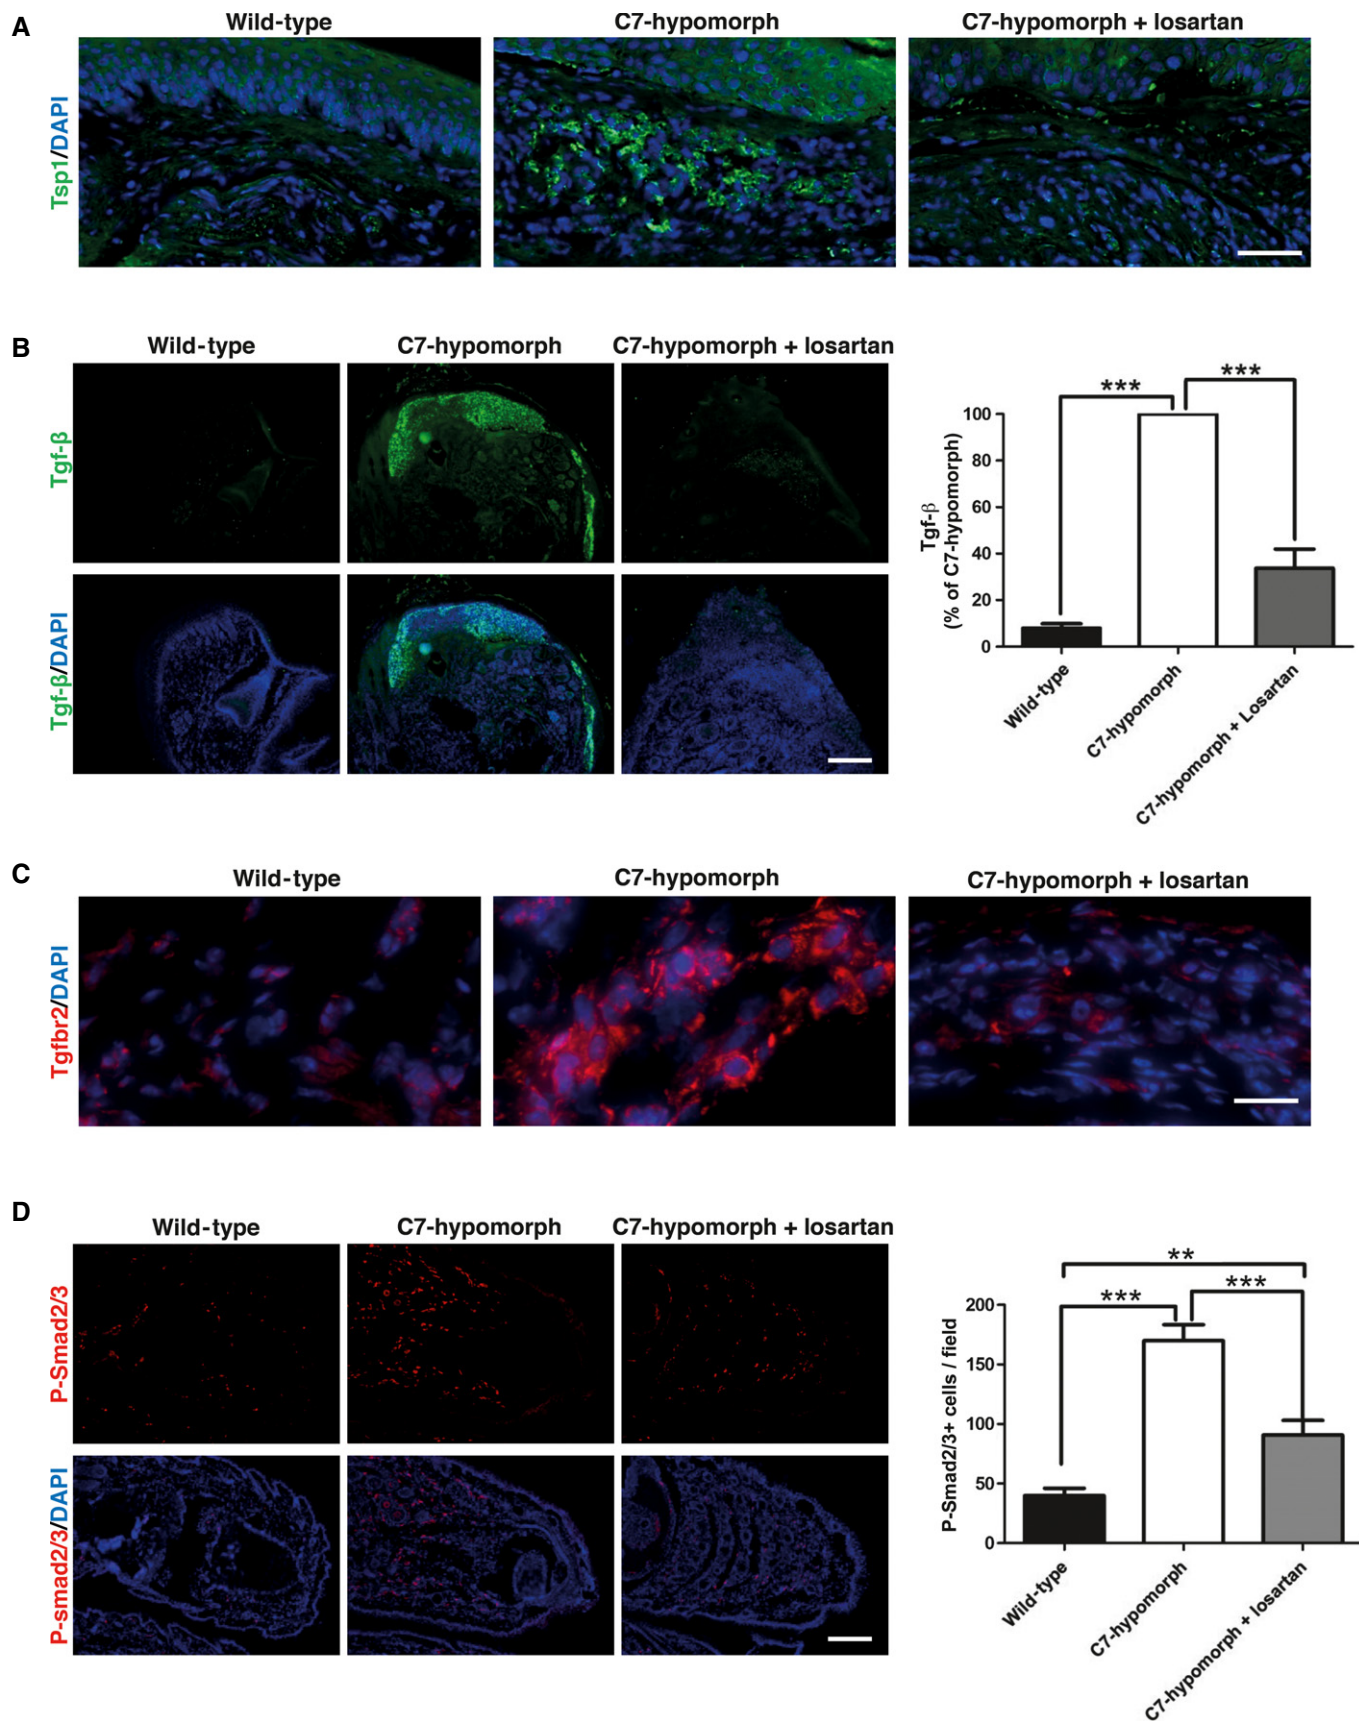 A
Wild-type
C7-hypomorph
C7-hypomorph + losartan
Tsp1/DAPI
B
Wild-type
C7-hypomorph
C7-hypomorph + losartan
Tgf-β
Tgf-β/DAPI
*** ***
Tgf-β
(% of C7-hypomorph)
100
80
60
40
20
0
Wild-type
C7-hypomorph
C7-hypomorph + Losartan
C
Wild-type
C7-hypomorph
C7-hypomorph + losartan
Tgfbr2/DAPI
D
Wild-type
C7-hypomorph
C7-hypomorph + losartan
P-Smad2/3
P-smad2/3/DAPI
**
*** ***
P-Smad2/3+ cells / field
200
150
100
50
0
Wild-type
C7-hypomorph
C7-hypomorph + losartan